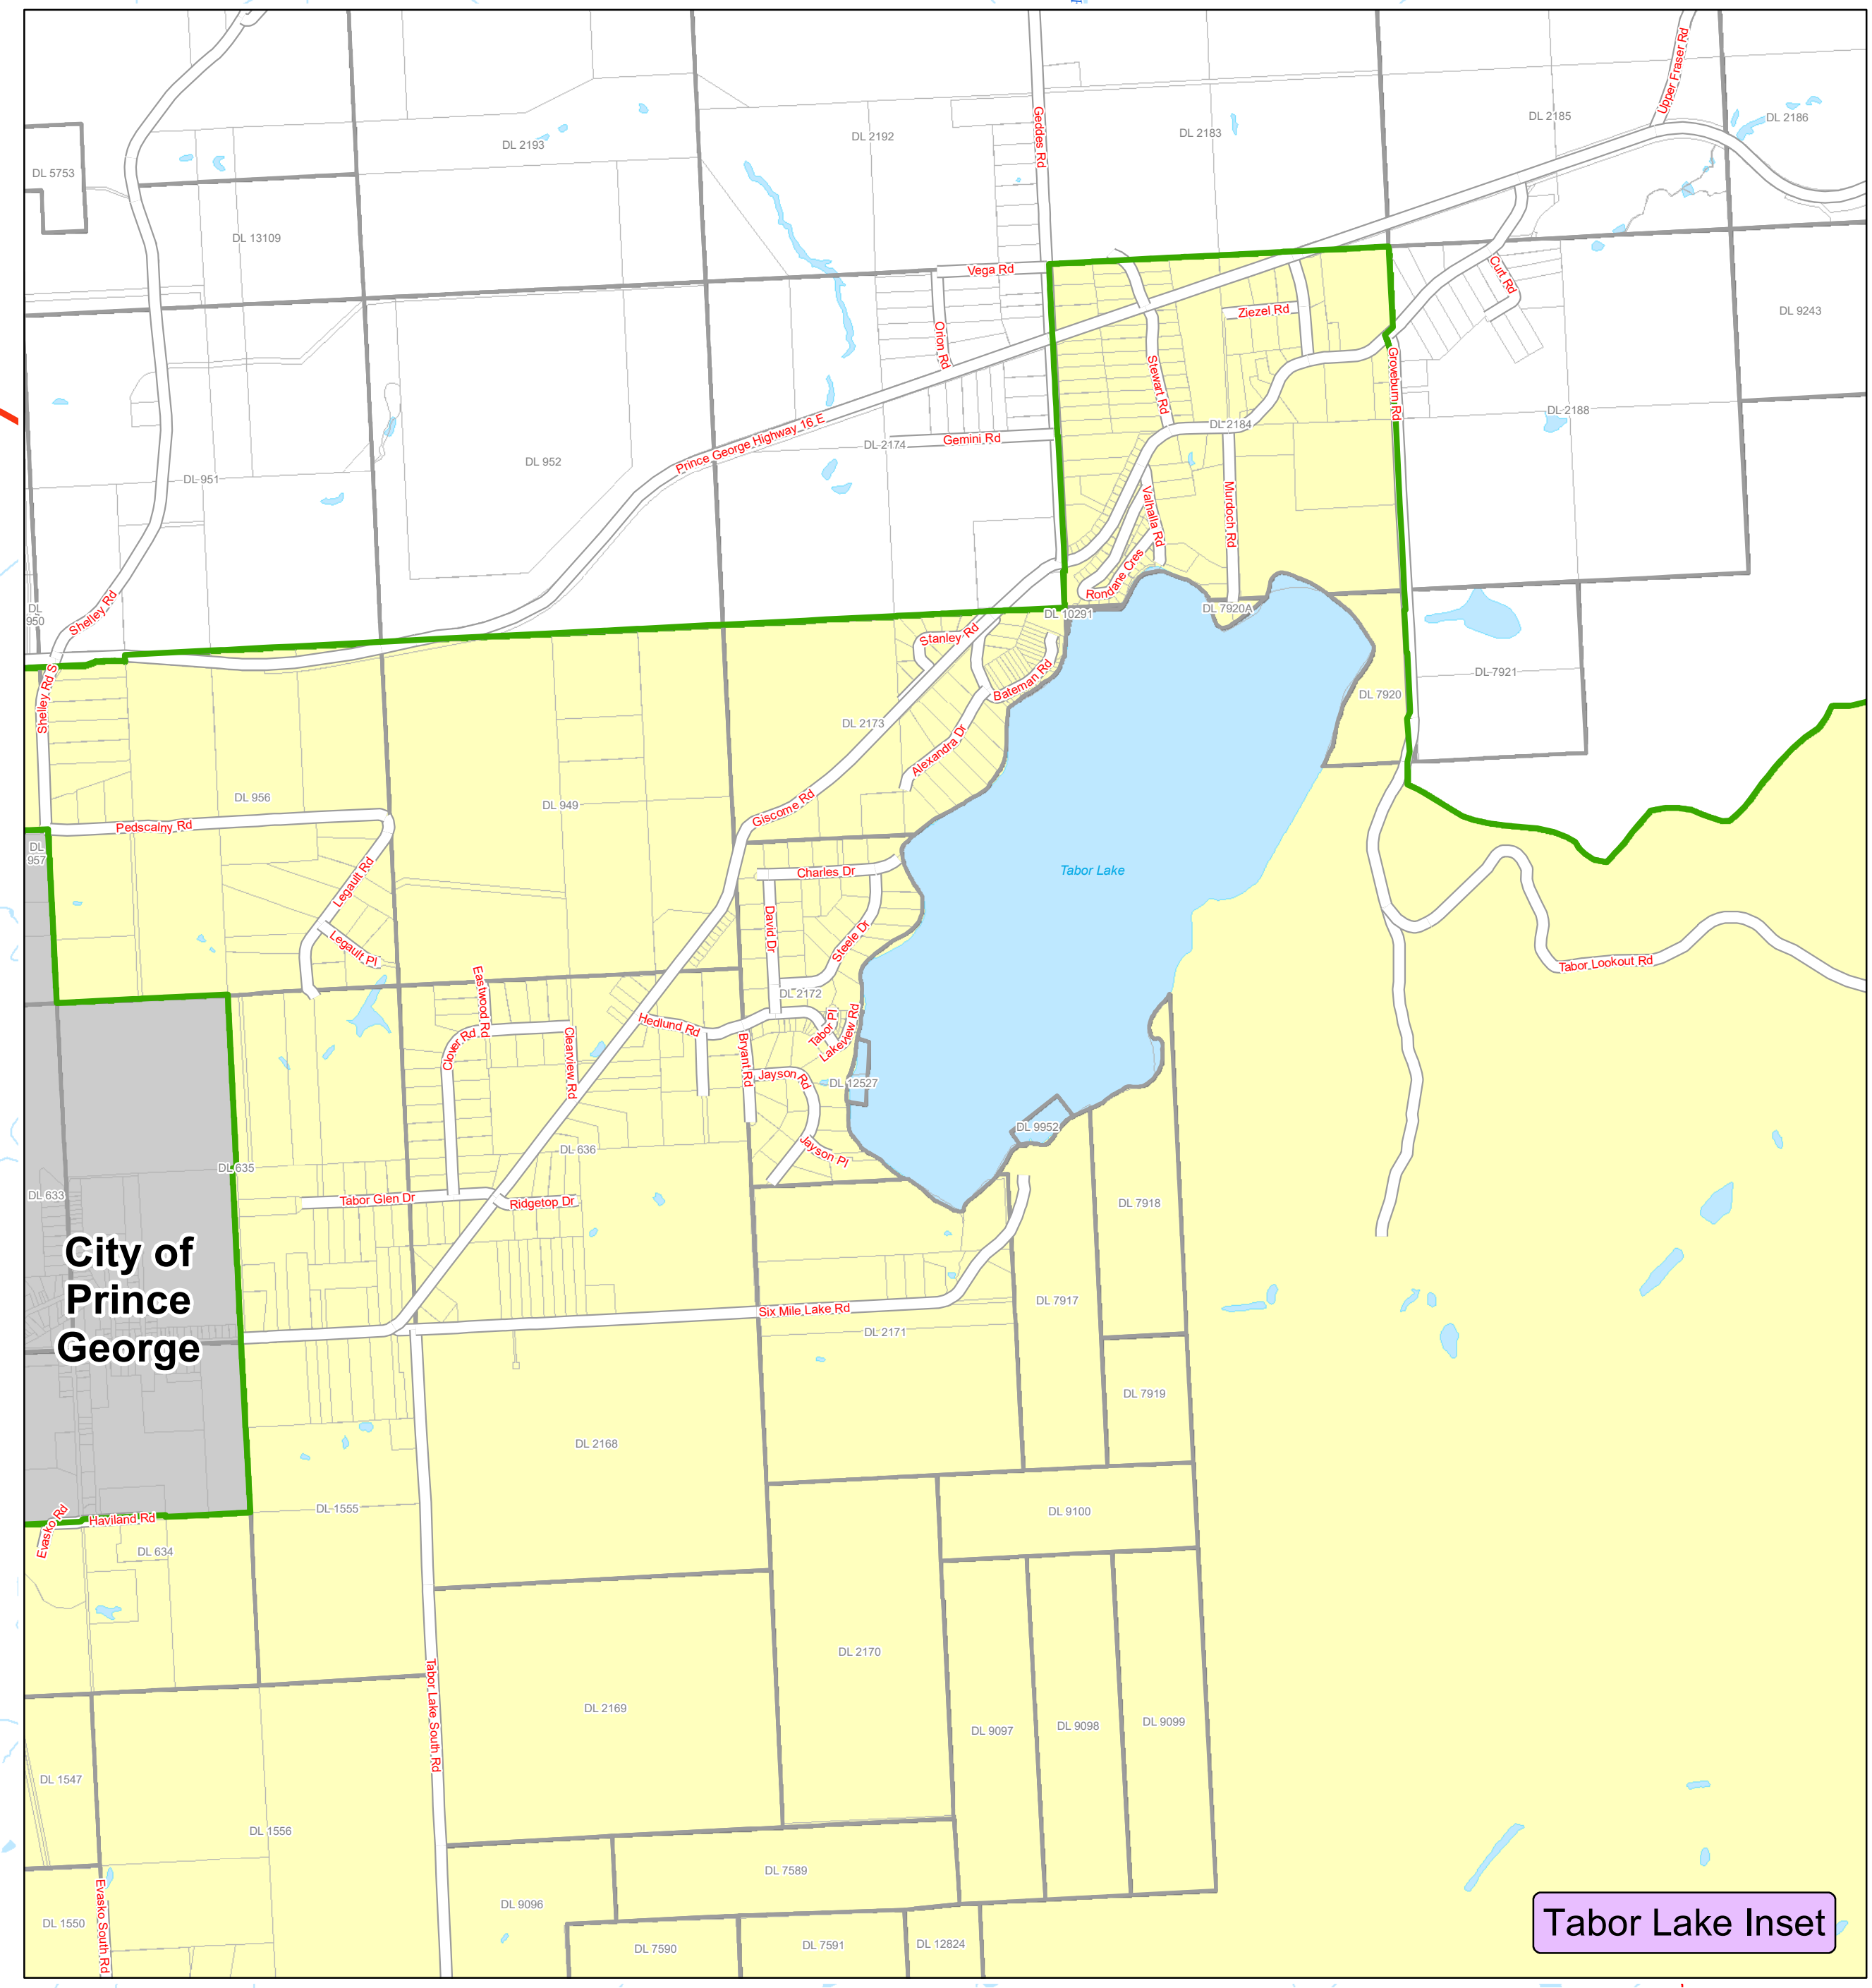 Upper Fraser Rd
DL 2186
DL 2185
DL 2183
Geddes Rd
DL 2192
DL 2193
DL 5753
DL 13109
Vega Rd
Curt Rd
Ziezel Rd
DL 9243
Orion Rd
Stewart Rd
Groveburn Rd
DL 2188
Prince George Highway 16 E
DL 2184
Gemini Rd
DL 2174
DL 952
DL 951
Valhalla Rd
Murdoch Rd
Rondane Cres
DL
950
Shelley Rd
DL 10291
DL 7920A
Stanley Rd
Bateman Rd
DL 7921
Shelley Rd S
DL 7920
DL 2173
Alexandra Dr
DL 956
DL 949
Giscome Rd
Pedscalny Rd
DL
957
Legault Rd
Charles Dr
Tabor Lake
David Dr
Steele Dr
Legault Pl
Tabor Lookout Rd
Eastwood Rd
DL 2172
Hedlund Rd
Tabor Pl
Lakeview Rd
Clover Rd
Clearview Rd
Bryant Rd
Jayson Rd
DL 12527
DL 9952
DL 636
Jayson Pl
DL 635
DL 633
Tabor Glen Dr
Ridgetop Dr
DL 7918
City of
Prince
George
DL 7917
Six Mile Lake Rd
DL 2171
DL 7919
DL 2168
DL 1555
DL 9100
Evasko Rd
Haviland Rd
DL 634
DL 2170
Tabor Lake South Rd
DL 2169
DL 9097
DL 9098
DL 9099
DL 1547
DL 1556
DL 7589
DL 9096
Evasko South Rd
DL 1550
DL 7590
DL 7591
DL 12824
Tabor Lake Inset